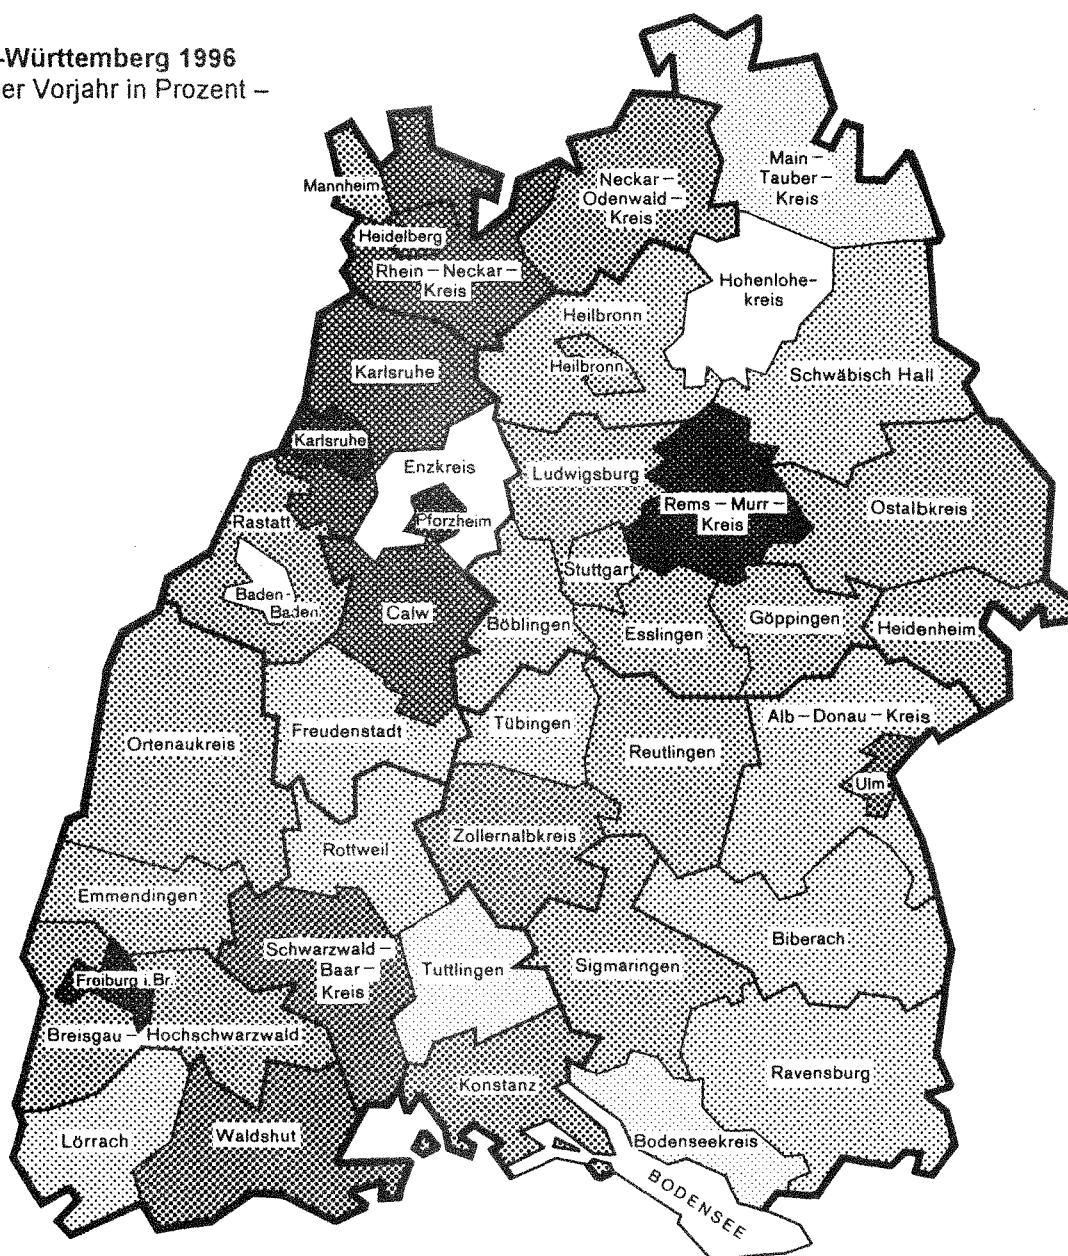 -Württemberg 1996
er Vorjahr in Prozent –
Main –
Tauber –
Kreis
Mannheim
Neckar –
Odenwald –
Kreis
Heidelberg
Rhein – Neckar –
Kreis
Hohenlohe-
kreis
Heilbronn
Heilbronn
Karlsruhe
Schwäbisch Hall
Karlsruhe
Enzkreis
Ludwigsburg
Rems – Murr –
Kreis
Ostalbkreis
Rastatt
Pforzheim
Stuttgart
Baden-
Baden
Calw
Böblingen
Esslingen
Göppingen
Heidenheim
Ortenaukreis
Freudenstadt
Tübingen
Reutlingen
Alb – Donau – Kreis
Ulm
Zollernalbkreis
Rottweil
Emmendingen
Schwarzwald –
Baar –
Kreis
Tuttlingen
Sigmaringen
Biberach
Freiburg i.Br.
Breisgau – Hochschwarzwald
Konstanz
Ravensburg
Lörrach
Waldshut
Bodenseekreis
BODENSEE